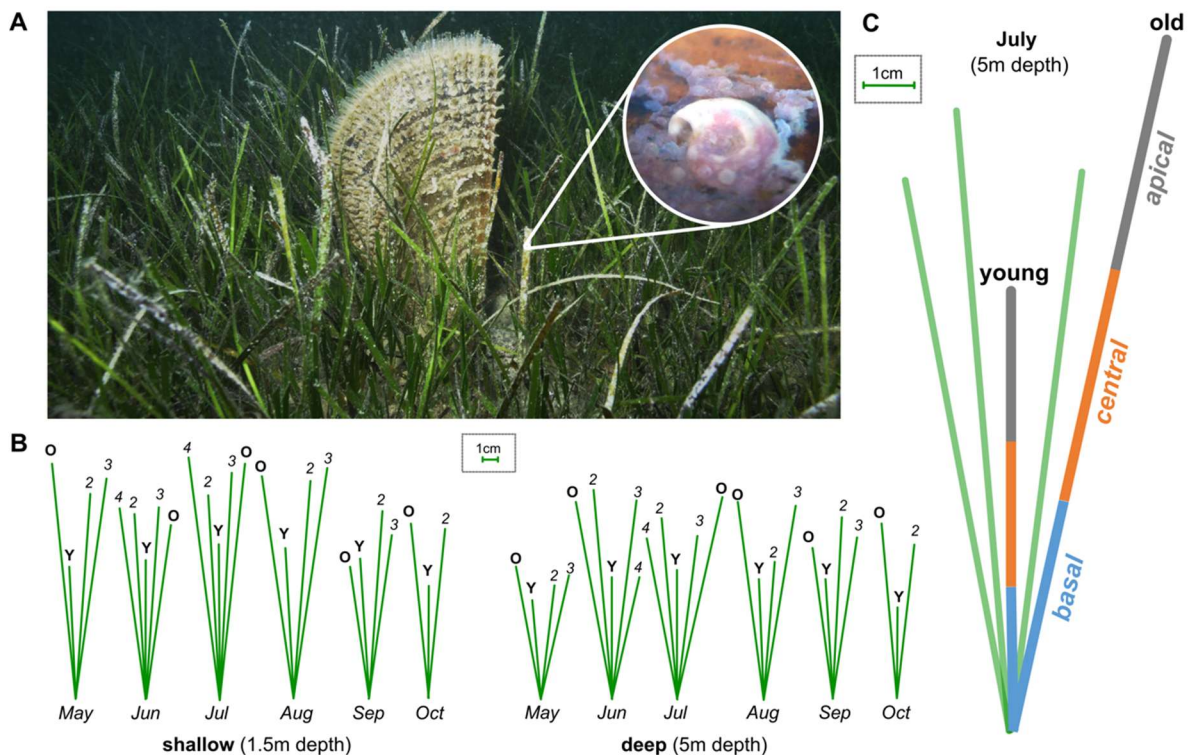 A
B
O Y 2 3
4 2 Y 3 O
4 2 Y 3 O
O Y 2 3
O Y 2 3
O Y 2
May Jun Jul Aug Sep Oct
shallow (1.5m depth)
1cm
O Y 2 3
O 2 Y 3 4
4 2 Y 3 O
O Y 2 3
O Y 2 3
O Y 2
May Jun Jul Aug Sep Oct
deep (5m depth)
C
1cm
July
(5m depth)
old
young
apical
central
basal